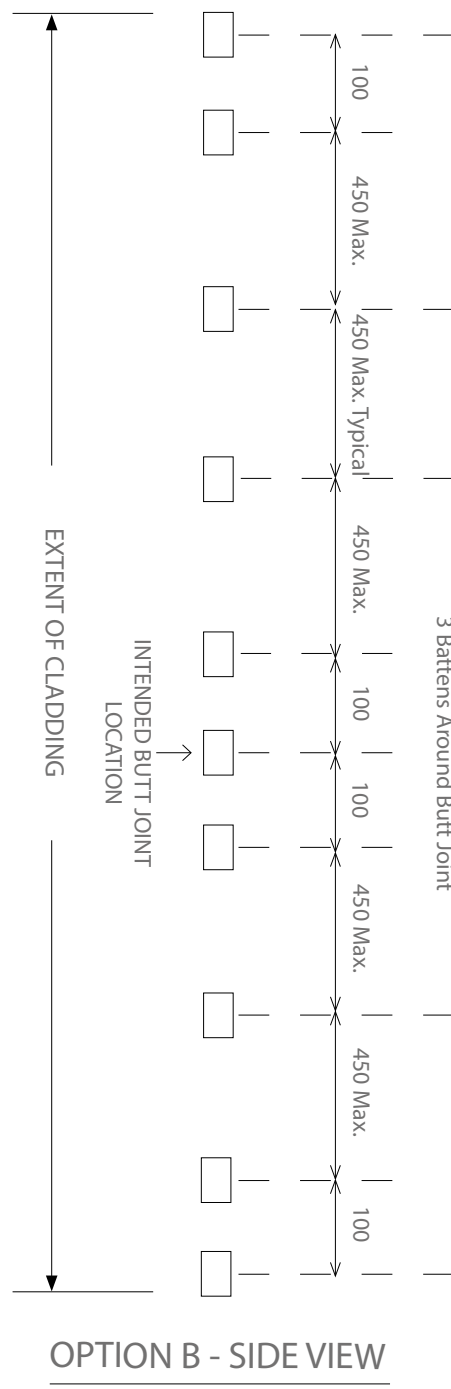 100
450 Max.
450 Max. Typical
450 Max.
100
100
450 Max.
450 Max.
100
3 Battens Around Butt Joint
INTENDED BUTT JOINT
LOCATION
EXTENT OF CLADDING
OPTION B - SIDE VIEW